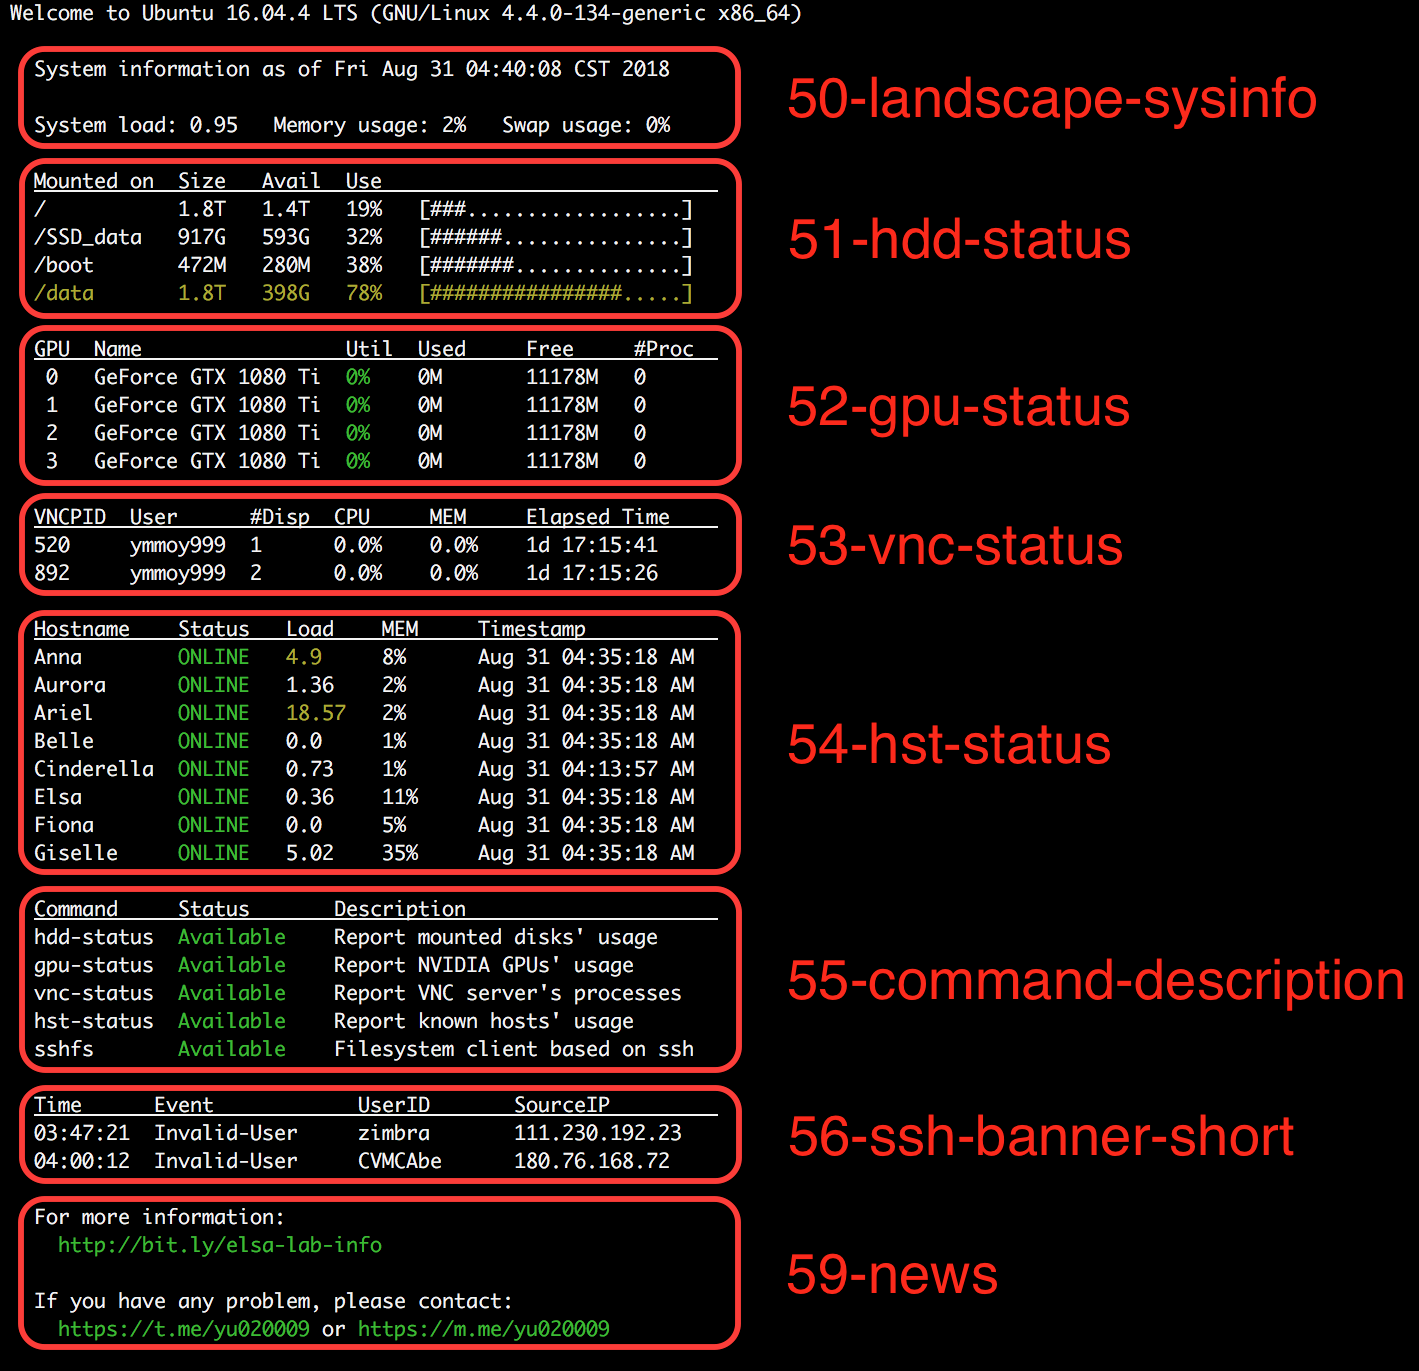 Welcome to Ubuntu 16.04.4 LTS (GNU/Linux 4.4.0-134-generic x86_64)
System information as of Fri Aug 31 04:40:08 CST 2018
50-landscape-sysinfo
System load: 0.95   Memory usage: 2%   Swap usage: 0%
Mounted on  Size   Avail  Use
/           1.8T   1.4T   19%   [###..................]
/SSD_data   917G   593G   32%   [######...............]
51-hdd-status
/boot       472M   280M   38%   [#######..............]
/data       1.8T   398G   78%   [################.....]
GPU  Name                 Util  Used     Free     #Proc
0   GeForce GTX 1080 Ti  0%    0M       11178M   0
1   GeForce GTX 1080 Ti  0%    0M       11178M   0
52-gpu-status
2   GeForce GTX 1080 Ti  0%    0M       11178M   0
3   GeForce GTX 1080 Ti  0%    0M       11178M   0
VNCPID  User      #Disp  CPU     MEM     Elapsed Time
520     ymmoy999  1      0.0%    0.0%    1d 17:15:41
53-vnc-status
892     ymmoy999  2      0.0%    0.0%    1d 17:15:26
Hostname    Status   Load    MEM     Timestamp
Anna        ONLINE   4.9     8%      Aug 31 04:35:18 AM
Aurora      ONLINE   1.36    2%      Aug 31 04:35:18 AM
Ariel       ONLINE   18.57   2%      Aug 31 04:35:18 AM
Belle       ONLINE   0.0     1%      Aug 31 04:35:18 AM
54-hst-status
Cinderella  ONLINE   0.73    1%      Aug 31 04:13:57 AM
Elsa        ONLINE   0.36    11%     Aug 31 04:35:18 AM
Fiona       ONLINE   0.0     5%      Aug 31 04:35:18 AM
Giselle     ONLINE   5.02    35%     Aug 31 04:35:18 AM
Command     Status       Description
hdd-status  Available    Report mounted disks' usage
gpu-status  Available    Report NVIDIA GPUs' usage
55-command-description
vnc-status  Available    Report VNC server's processes
hst-status  Available    Report known hosts' usage
sshfs       Available    Filesystem client based on ssh
Time      Event            UserID       SourceIP
03:47:21  Invalid-User     zimbra       111.230.192.23
56-ssh-banner-short
04:00:12  Invalid-User     CVMCAbe      180.76.168.72
For more information:
http://bit.ly/elsa-lab-info
59-news
If you have any problem, please contact:
https://t.me/yu020009 or https://m.me/yu020009